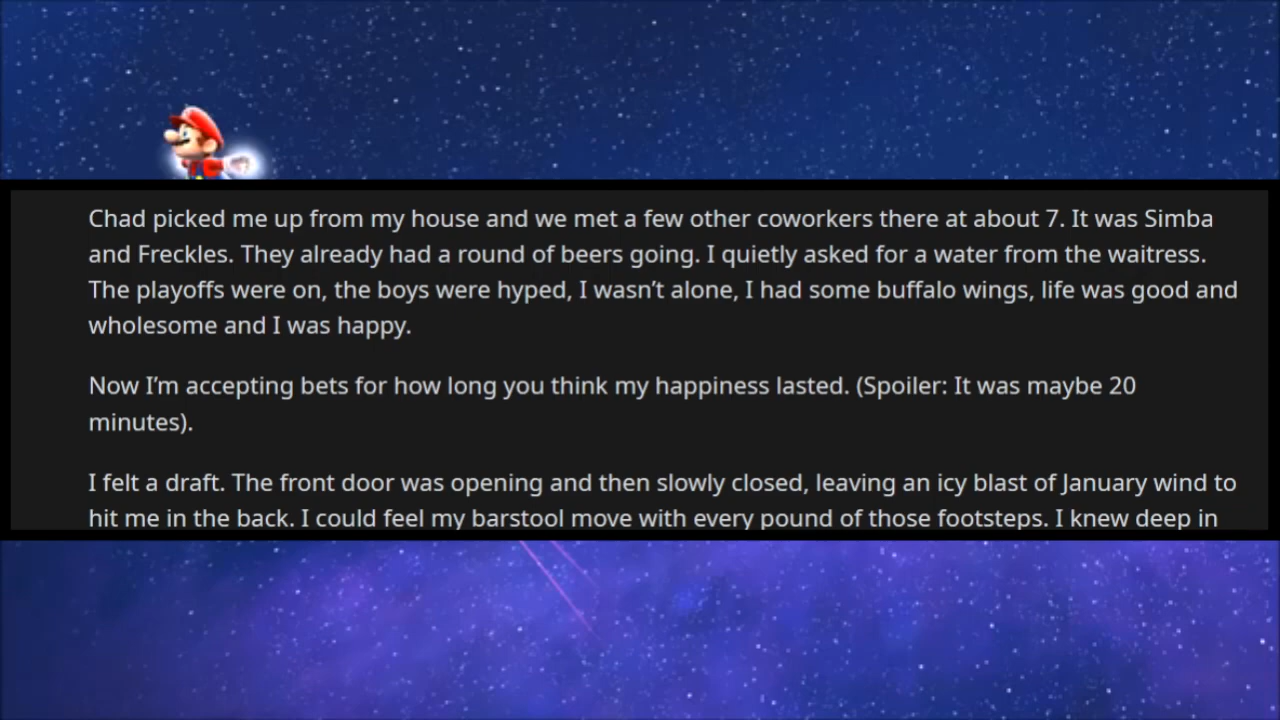 Chad picked me up from my house and we met a few other coworkers there at about 7. It was Simba
and Freckles. They already had a round of beers going. I quietly asked for a water from the waitress.
The playoffs were on, the boys were hyped, I wasn’t alone, I had some buffalo wings, life was good and
wholesome and I was happy.
Now I’m accepting bets for how long you think my happiness lasted. (Spoiler: It was maybe 20
minutes).
I felt a draft. The front door was opening and then slowly closed, leaving an icy blast of January wind to
hit me in the back. I could feel my barstool move with every pound of those footsteps. I knew deep in